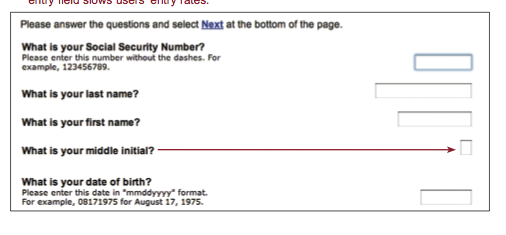 entry field slows users' entry rates.
Please answer the questions and select Next at the bottom of the page.
What is your Social Security Number?
Please enter this number without the dashes. For
example, 123456789.
What is your last name?
What is your first name?
What is your middle initial?
What is your date of birth?
Please enter this date in "mmddyyyy" format.
For example, 08171975 for August 17, 1975.